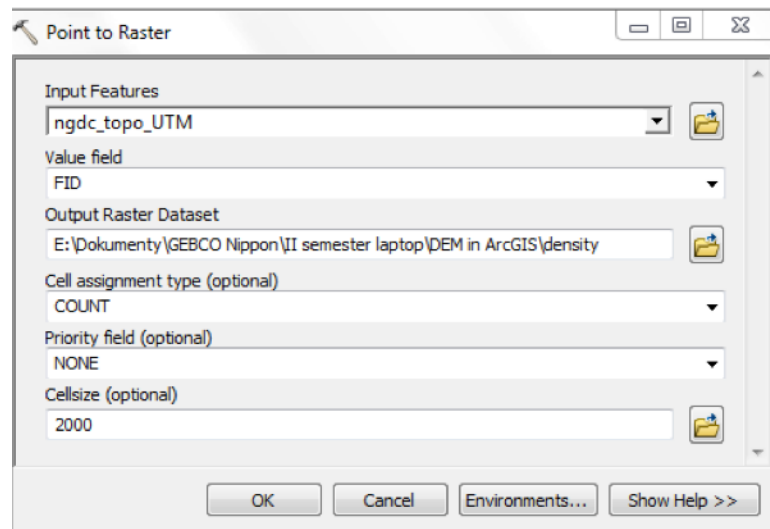 Point to Raster
Input Features
ngdc_topo_UTM
Value field
FID
Output Raster Dataset
E:\Dokumenty\GEBCO Nippon\II semester laptop\DEM in ArcGIS\density
Cell assignment type (optional)
COUNT
Priority field (optional)
NONE
Cellsize (optional)
2000
OK Cancel Environments... Show Help >>